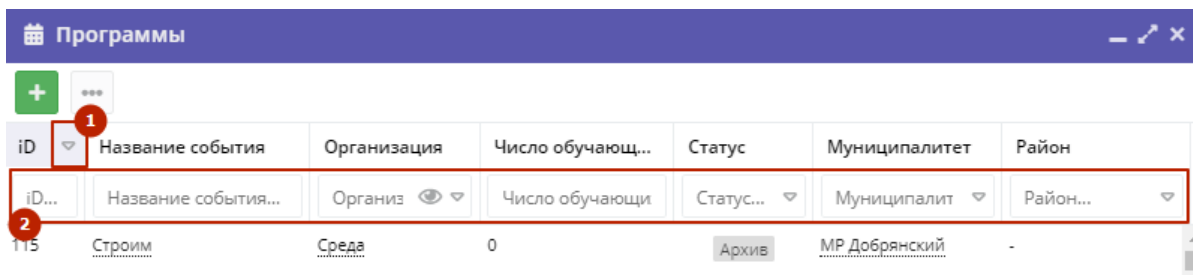 Программы
1
iD Название события Организация Число обучающ... Статус Муниципалитет Район
iD... Название события... Организ Число обучающи Статус... Муниципалит Район...
2
115 Строим Среда 0 Архив МР Добрянский -